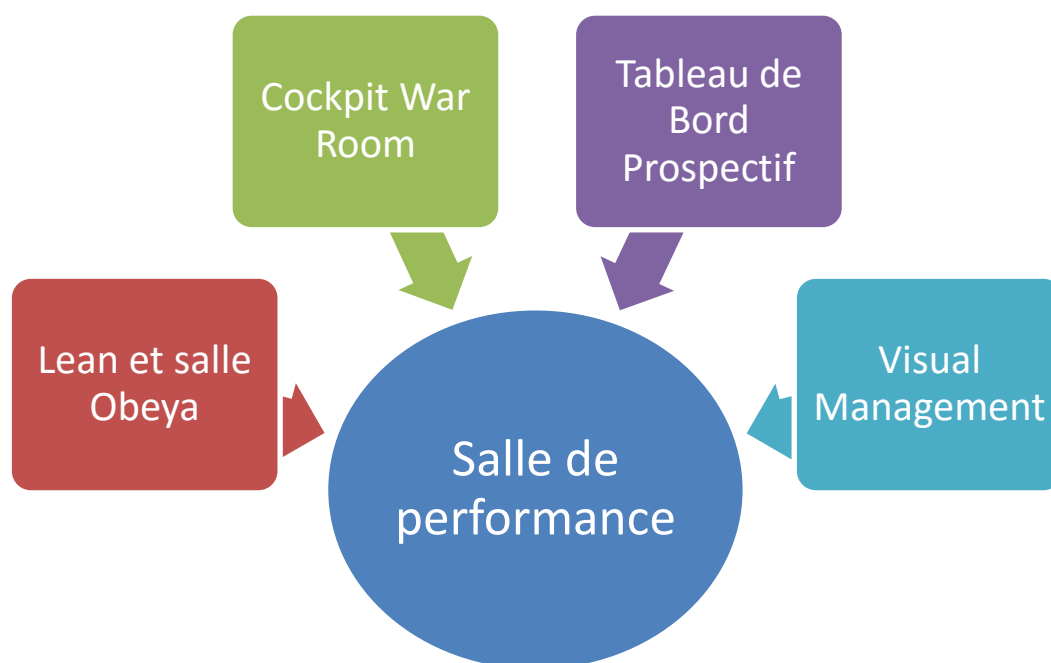 Cockpit War
Room
Tableau de
Bord
Prospectif
Lean et salle
Obeya
Visual
Management
Salle de
performance